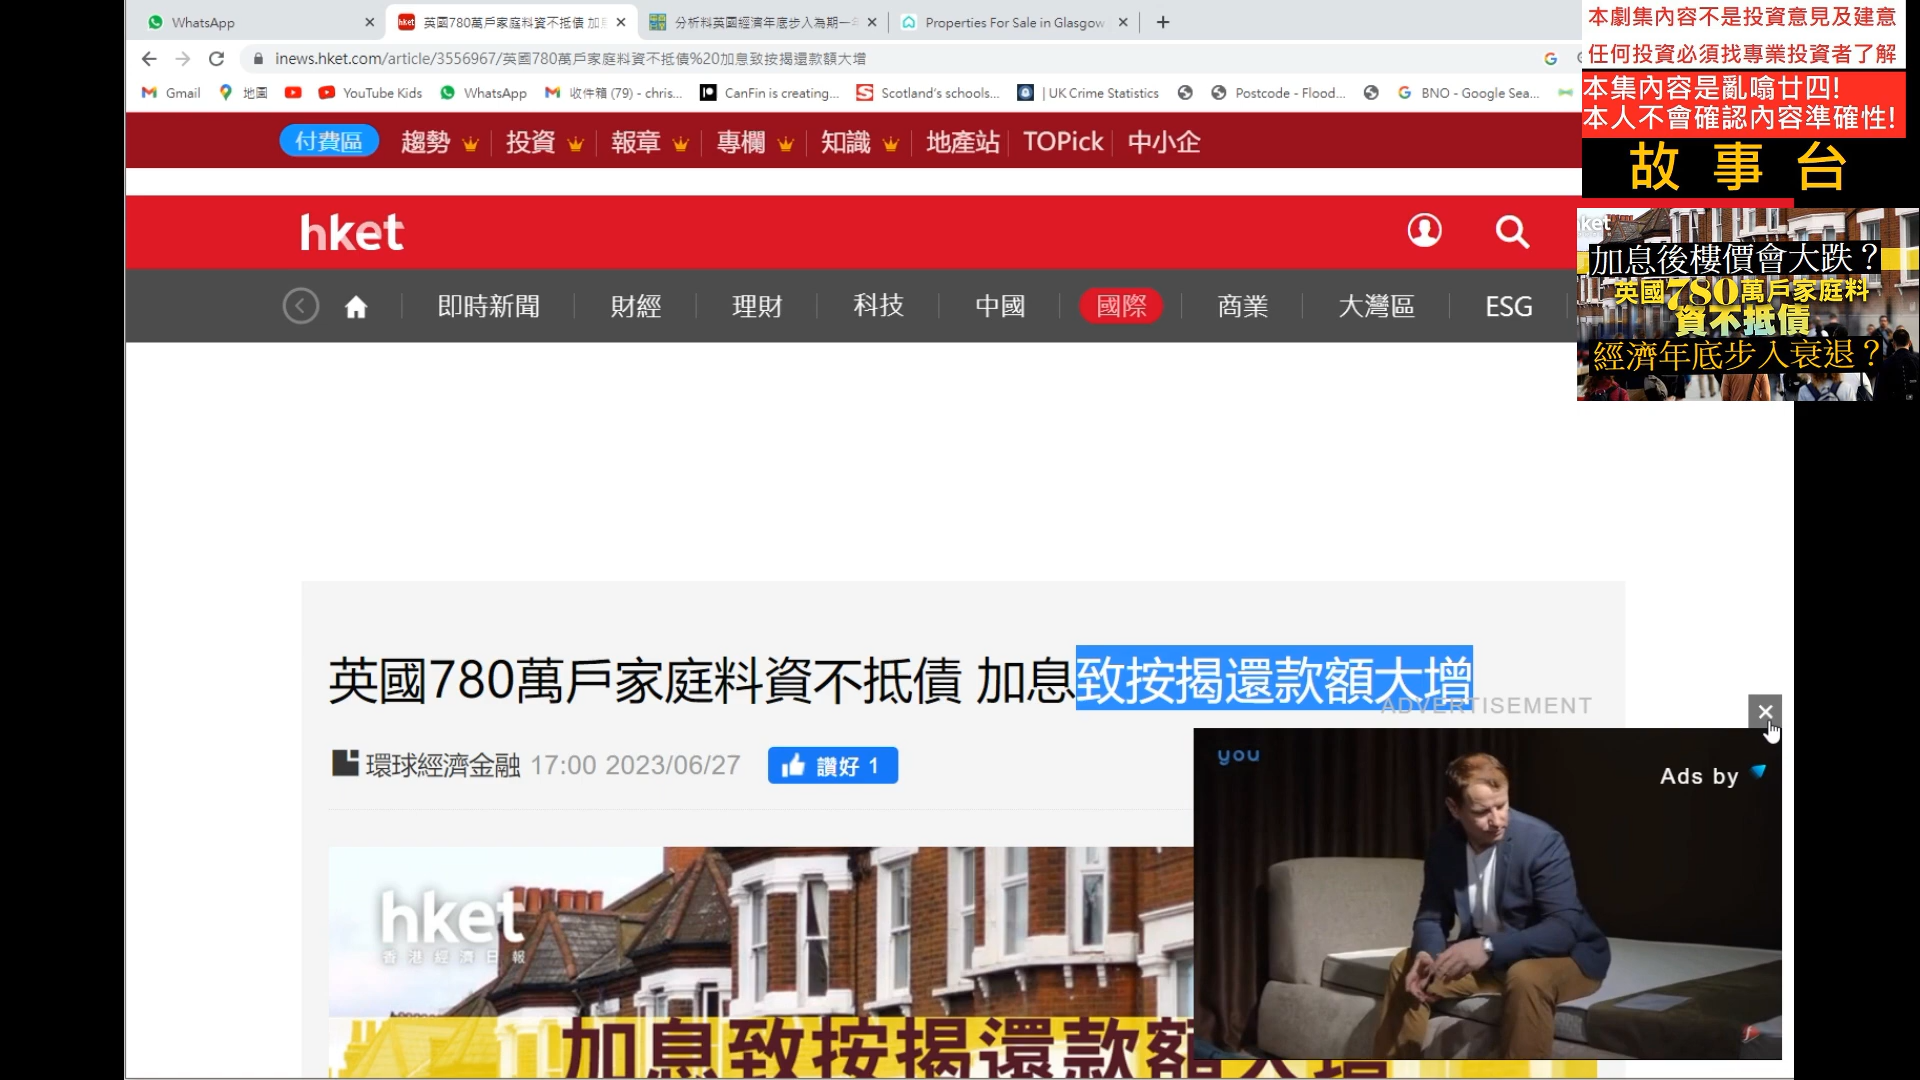 WhatsApp
英國780萬戶家庭料資不抵債 加
分析料英國經濟年底步入為期一
Properties For Sale in Glasgow
inews.hket.com/article/3556967/英國780萬戶家庭料資不抵債%20加息致按揭還款額大增
Gmail
地圖
YouTube Kids
WhatsApp
收件箱 (79) - chris...
CanFin is creating...
Scotland's schools...
| UK Crime Statistics
Postcode - Flood...
BNO - Google Sea...
本劇集內容不是投資意見及建意
任何投資必須找專業投資者了解
本集內容是亂噏廿四!
本人不會確認內容準確性!
故事台
付費區
趨勢
投資
報章
專欄
知識
地產站
TOPick
中小企
hket
即時新聞
財經
理財
科技
中國
國際
商業
大灣區
ESG
hket
加息後樓價會大跌？
英國780萬戶家庭料
資不抵債
經濟年底步入衰退？
英國780萬戶家庭料資不抵債 加息致按揭還款額大增
ADVERTISEMENT
環球經濟金融 17:00 2023/06/27
讚好 1
you
Ads by
hket
香港經濟日報
加息致按揭還款額大增